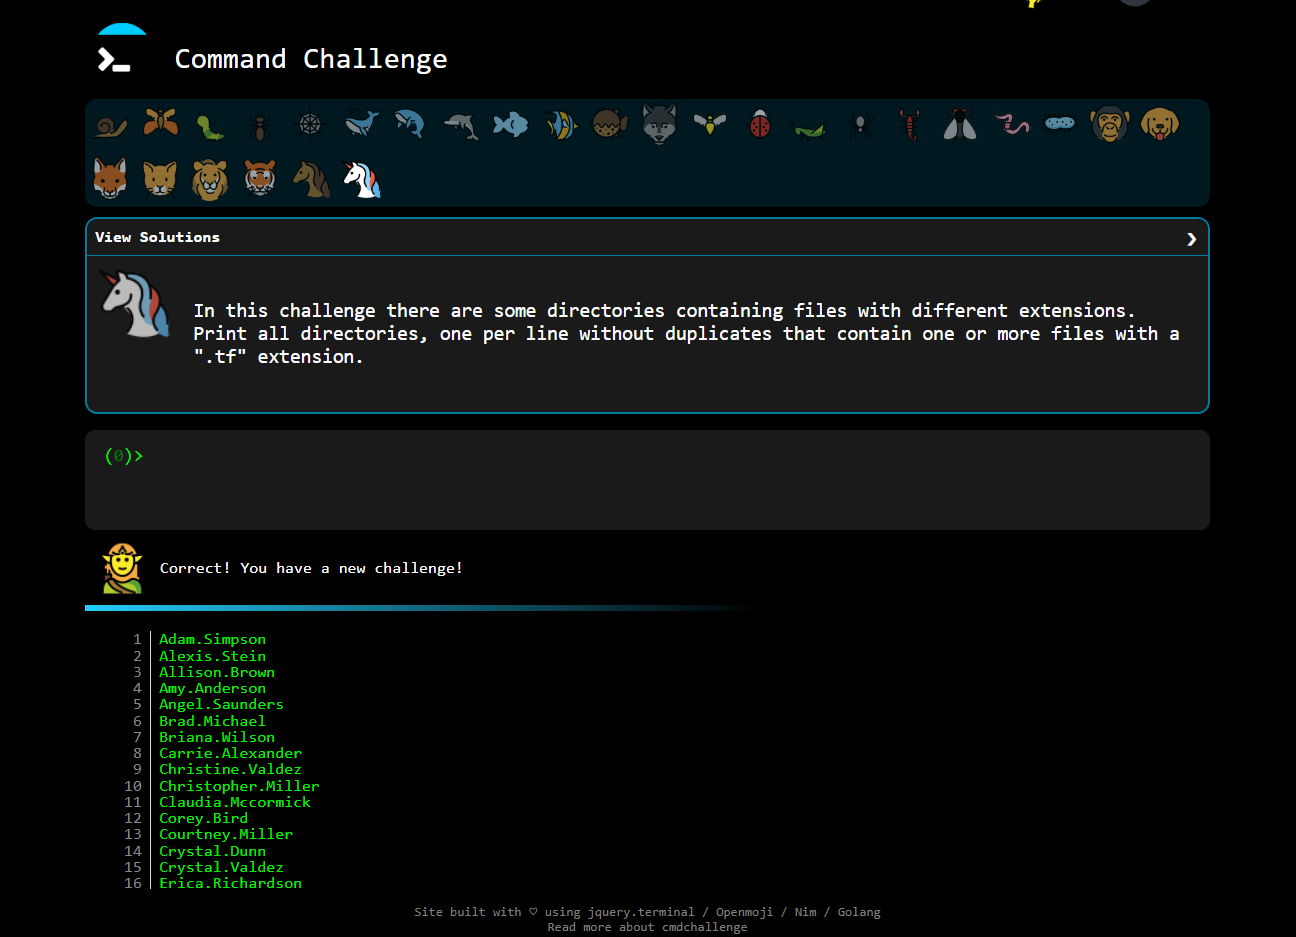 Command Challenge
View Solutions
In this challenge there are some directories containing files with different extensions.
Print all directories, one per line without duplicates that contain one or more files with a
".tf" extension.
(0)>
Correct! You have a new challenge!
1 Adam.Simpson
2 Alexis.Stein
3 Allison.Brown
4 Amy.Anderson
5 Angel.Saunders
6 Brad.Michael
7 Briana.Wilson
8 Carrie.Alexander
9 Christine.Valdez
10 Christopher.Miller
11 Claudia.Mccormick
12 Corey.Bird
13 Courtney.Miller
14 Crystal.Dunn
15 Crystal.Valdez
16 Erica.Richardson
Site built with ♡ using jquery.terminal / Openmoji / Nim / Golang
Read more about cmdchallenge